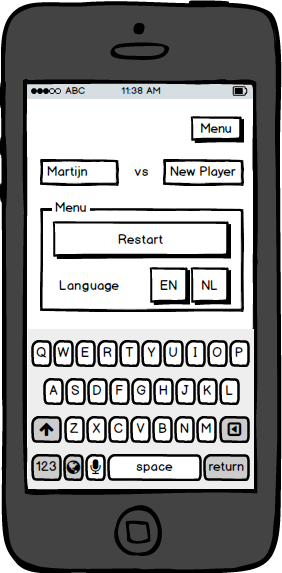 ABC 11:38 AM
Menu
Martijn vs New Player
Menu
Restart
Language EN NL
Q W E R T Y U I O P
A S D F G H J K L
Z X C V B N M
123 space return